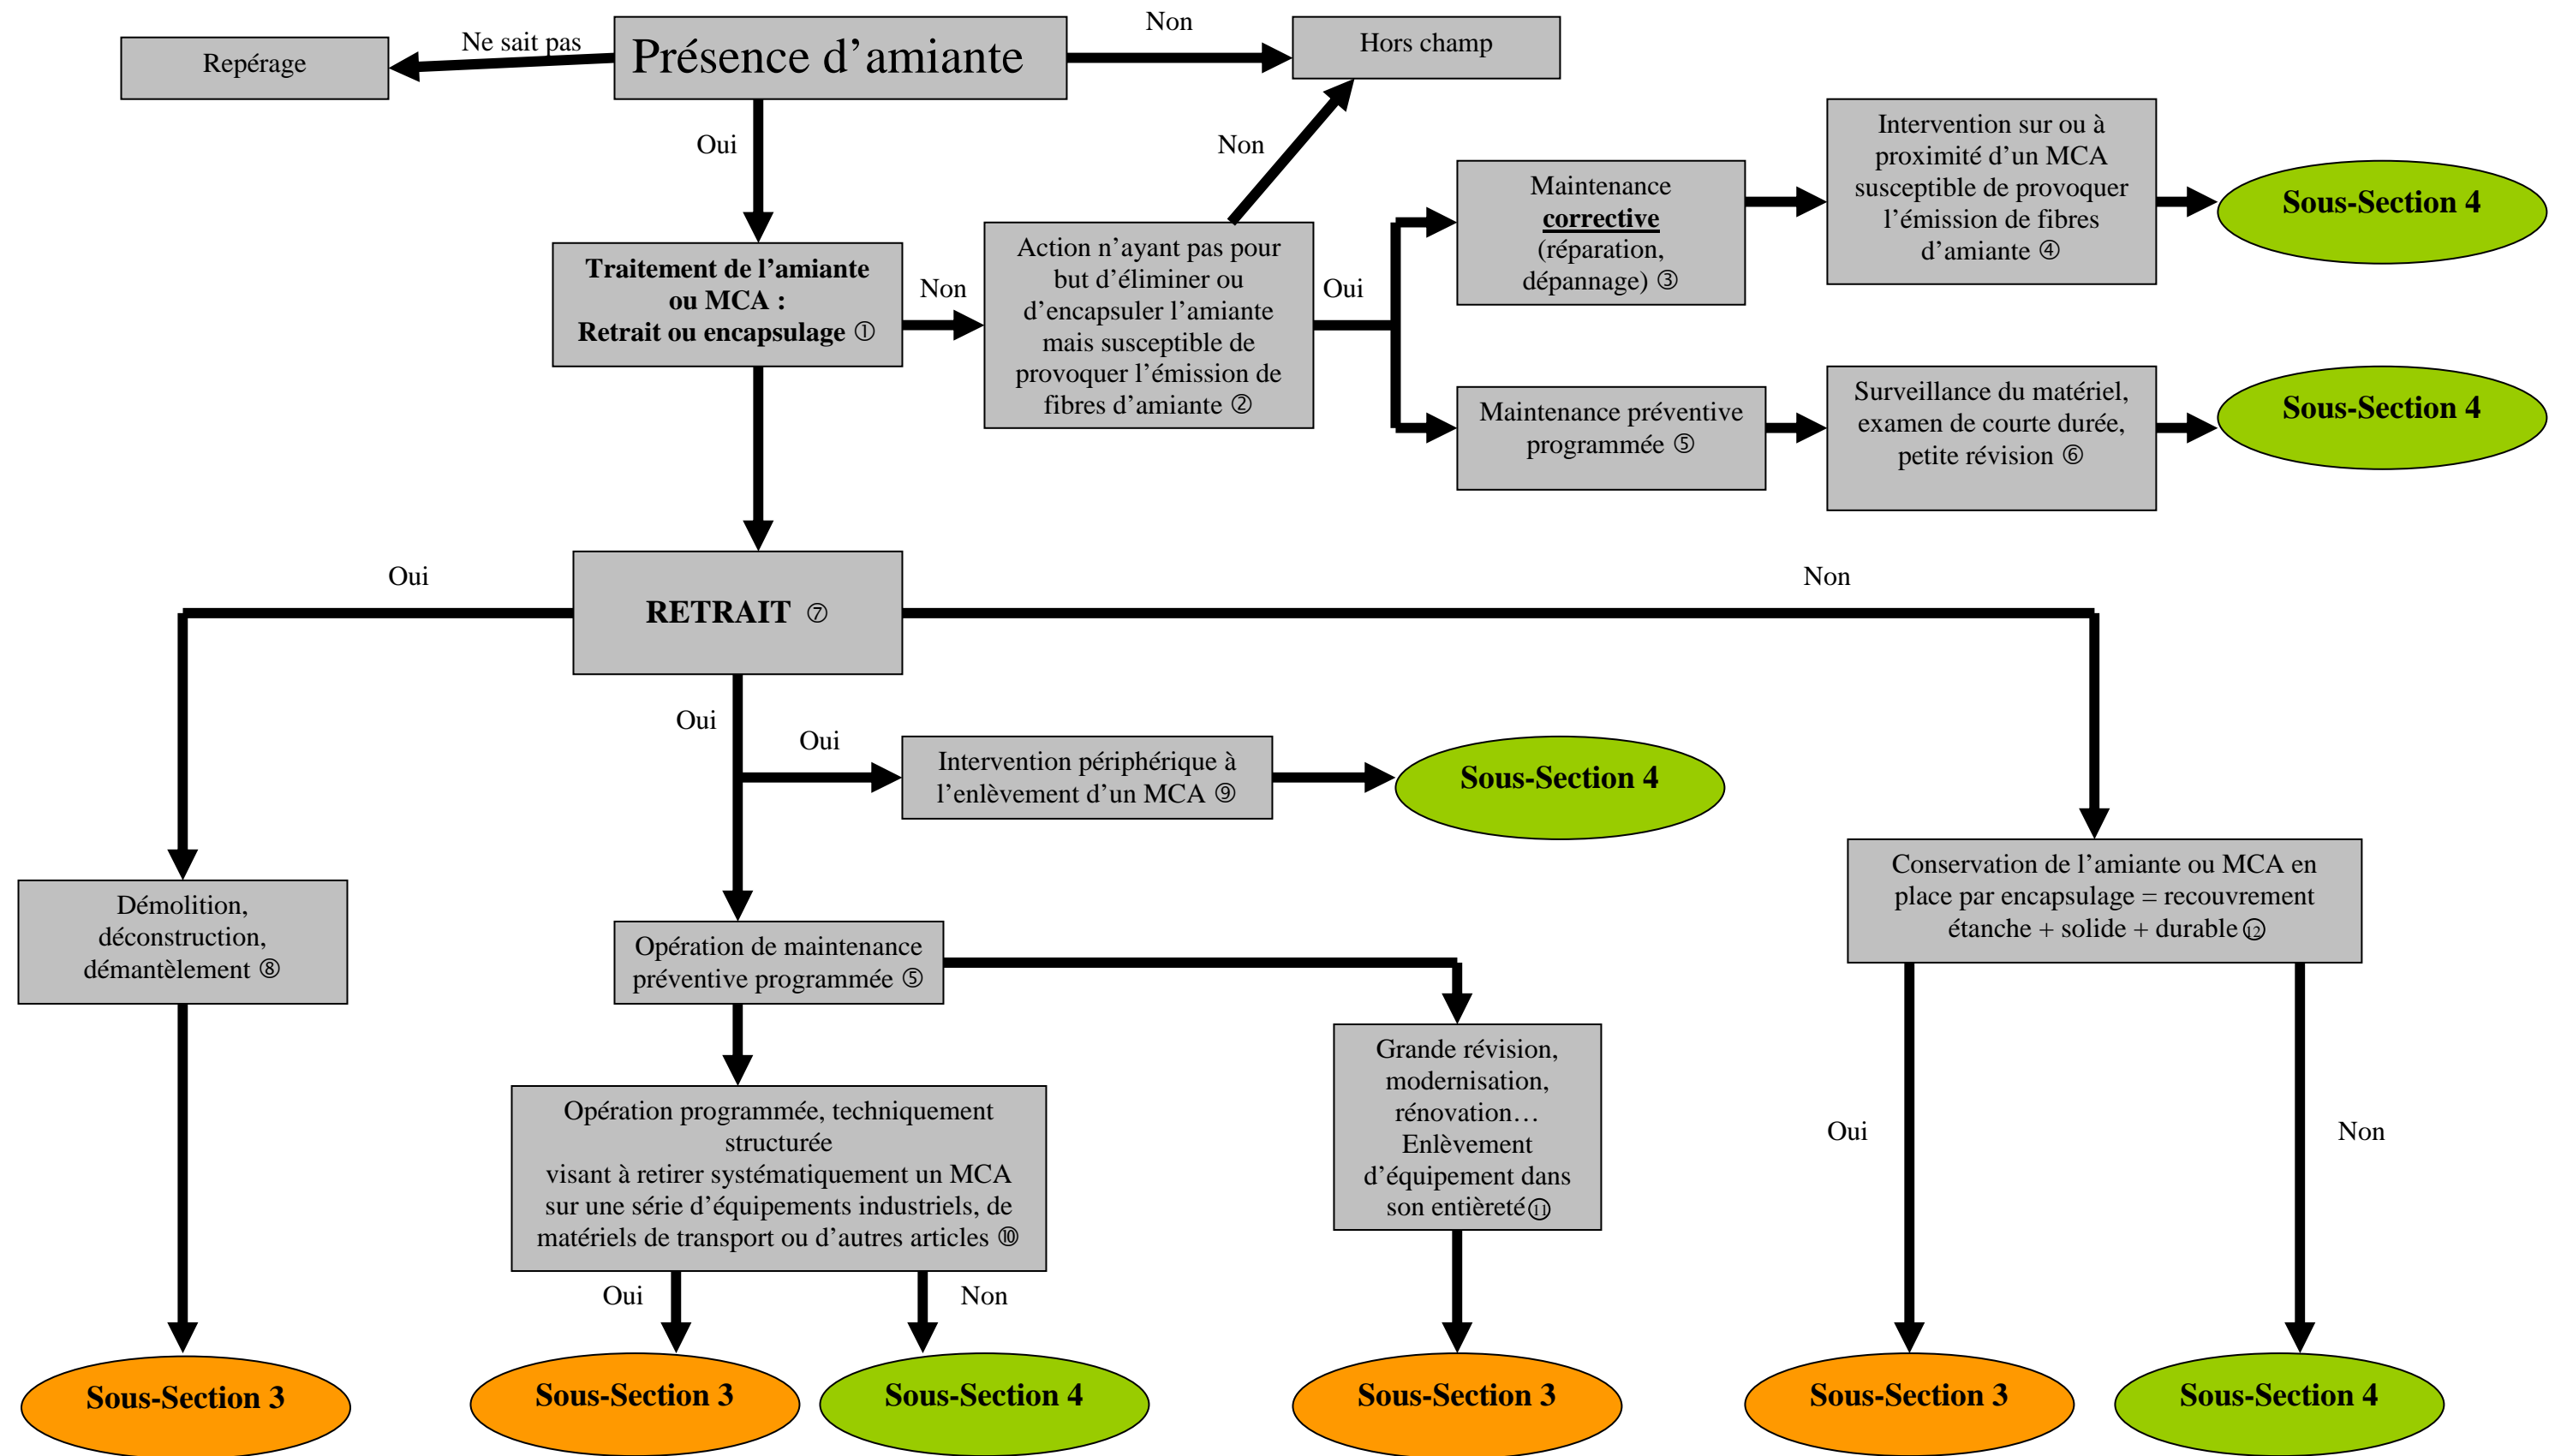 Non
Ne sait pas
Repérage
Présence d’amiante
Hors champ
Oui
Non
Traitement de l’amiante
ou MCA :
Retrait ou encapsulage ①
Non
Action n’ayant pas pour
but d’éliminer ou
d’encapsuler l’amiante
mais susceptible de
provoquer l’émission de
fibres d’amiante ②
Oui
Maintenance
corrective
(réparation,
dépannage) ③
Intervention sur ou à
proximité d’un MCA
susceptible de provoquer
l’émission de fibres
d’amiante ④
Sous-Section 4
Maintenance préventive
programmée ⑤
Surveillance du matériel,
examen de courte durée,
petite révision ⑥
Sous-Section 4
Oui
RETRAIT ⑦
Non
Oui
Oui
Intervention périphérique à
l’enlèvement d’un MCA ⑨
Sous-Section 4
Démolition,
déconstruction,
démantèlement ⑧
Opération de maintenance
préventive programmée ⑤
Conservation de l’amiante ou MCA en
place par encapsulage = recouvrement
étanche + solide + durable ⑫
Opération programmée, techniquement
structurée
visant à retirer systématiquement un MCA
sur une série d’équipements industriels, de
matériels de transport ou d’autres articles ⑩
Grande révision,
modernisation,
rénovation…
Enlèvement
d’équipement dans
son entièreté ⑪
Oui
Non
Oui
Non
Sous-Section 3
Sous-Section 3
Sous-Section 4
Sous-Section 3
Sous-Section 3
Sous-Section 4